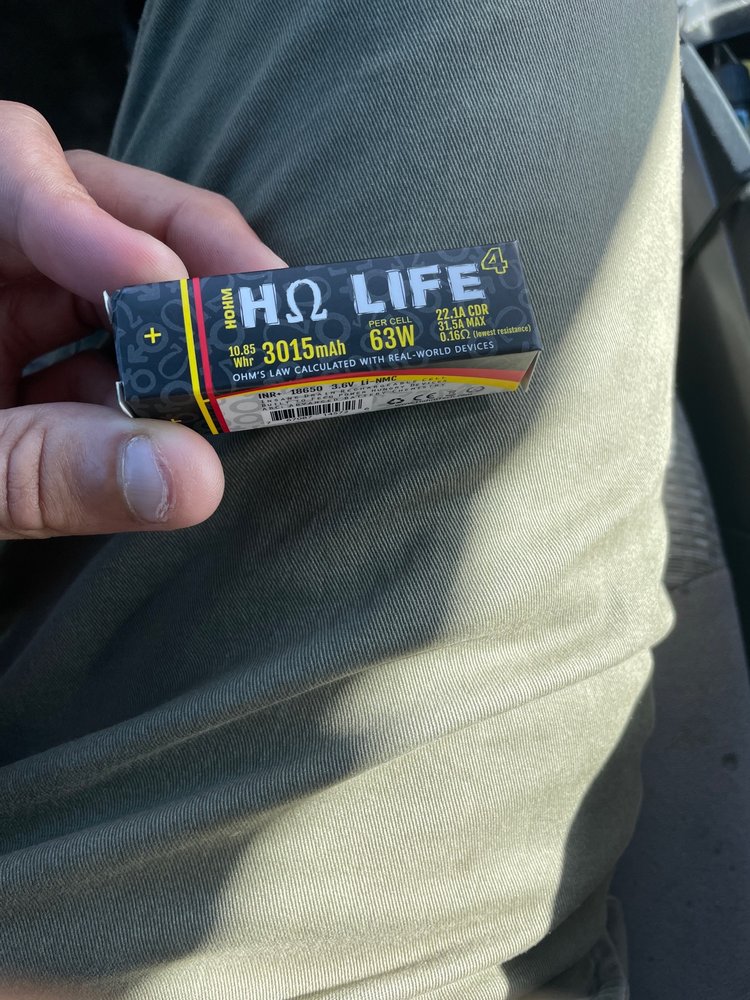 +
HOHM
HΩ LIFE⁴
10.85 Whr
3015mAh
PER CELL
63W
22.1A CDR
31.5A MAX
0.16Ω (lowest resistance)
OHM'S LAW CALCULATED WITH REAL-WORLD DEVICES
INR+ 18650 3.6V Li-NMC
CE